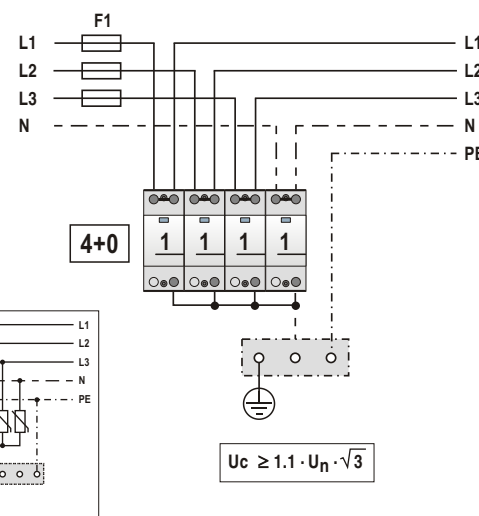 F1
L1 L1
L2 L2
L3 L3
N N
PE
4+0 1 1 1 1
L1
L2
L3
N
PE
Uc ≥ 1.1 · Un · √3